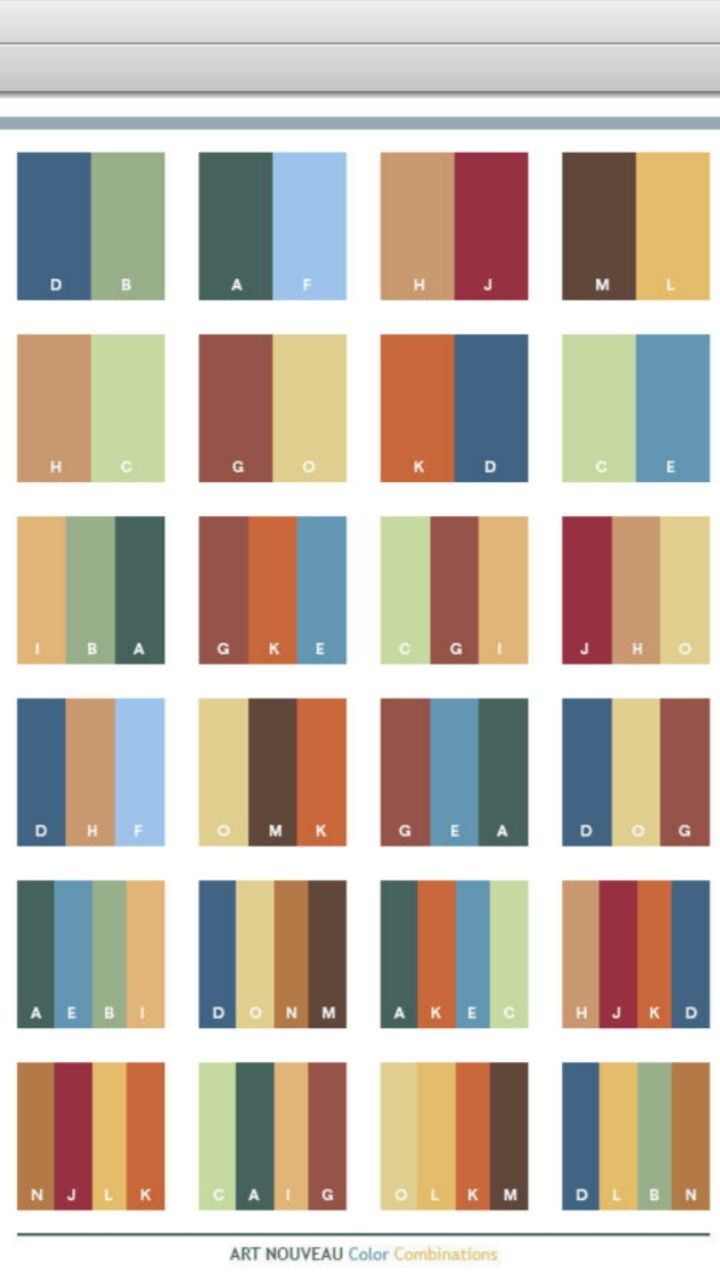 D B A F H J M L
H C G O K D C E
I B A G K E C G I J H O
D H F O M K G E A D O G
A E B I D O N M A K E C H J K D
N J L K C A I G O L K M D L B N
ART NOUVEAU Color Combinations